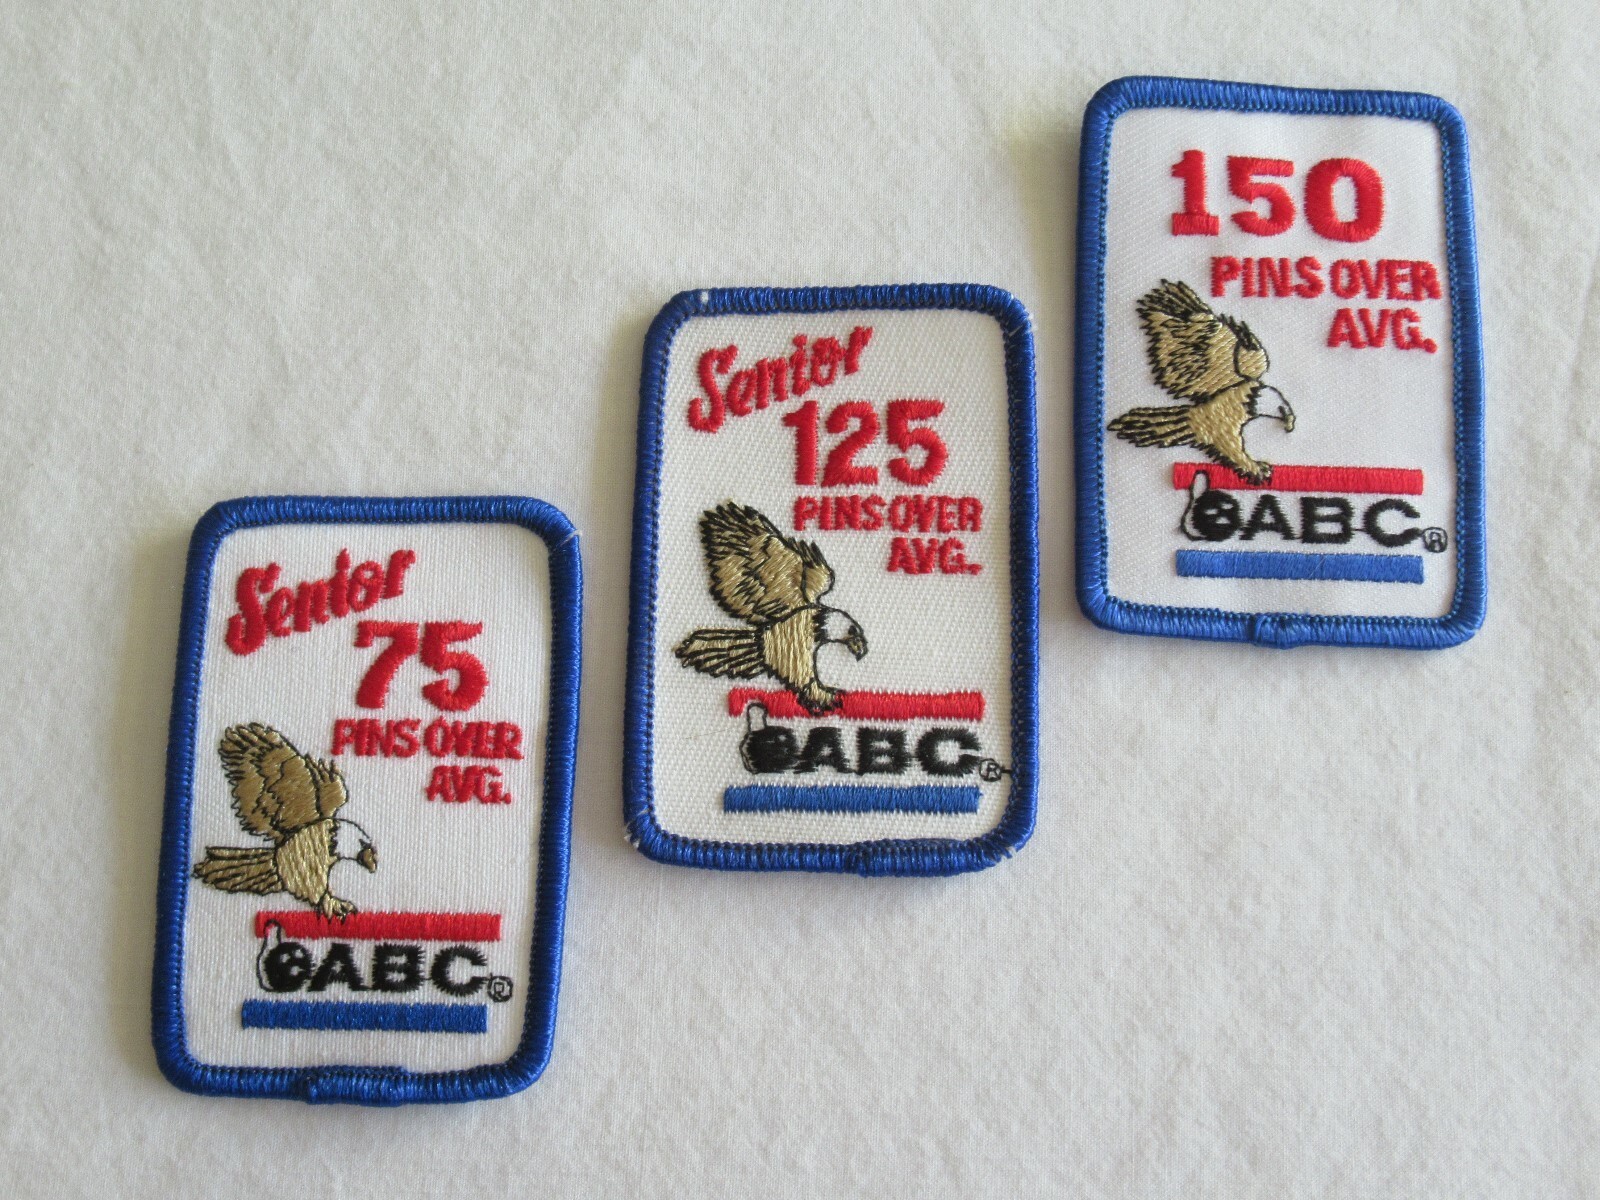 Senior
75
PINS OVER
AVG.
ABC®
Senior
125
PINS OVER
AVG.
ABC®
150
PINS OVER
AVG.
ABC®